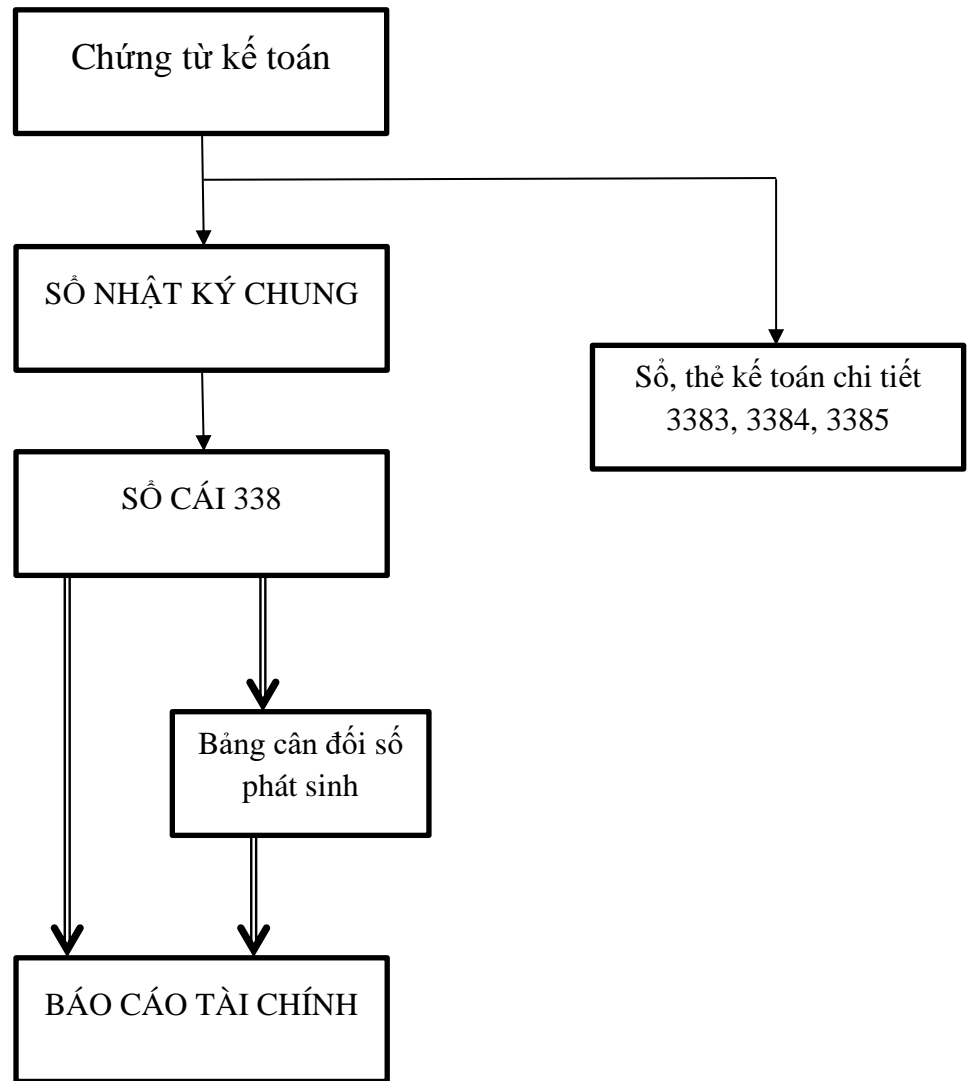 Chứng từ kế toán
SỔ NHẬT KÝ CHUNG
Sổ, thẻ kế toán chi tiết
3383, 3384, 3385
SỔ CÁI 338
Bảng cân đối số
phát sinh
BÁO CÁO TÀI CHÍNH